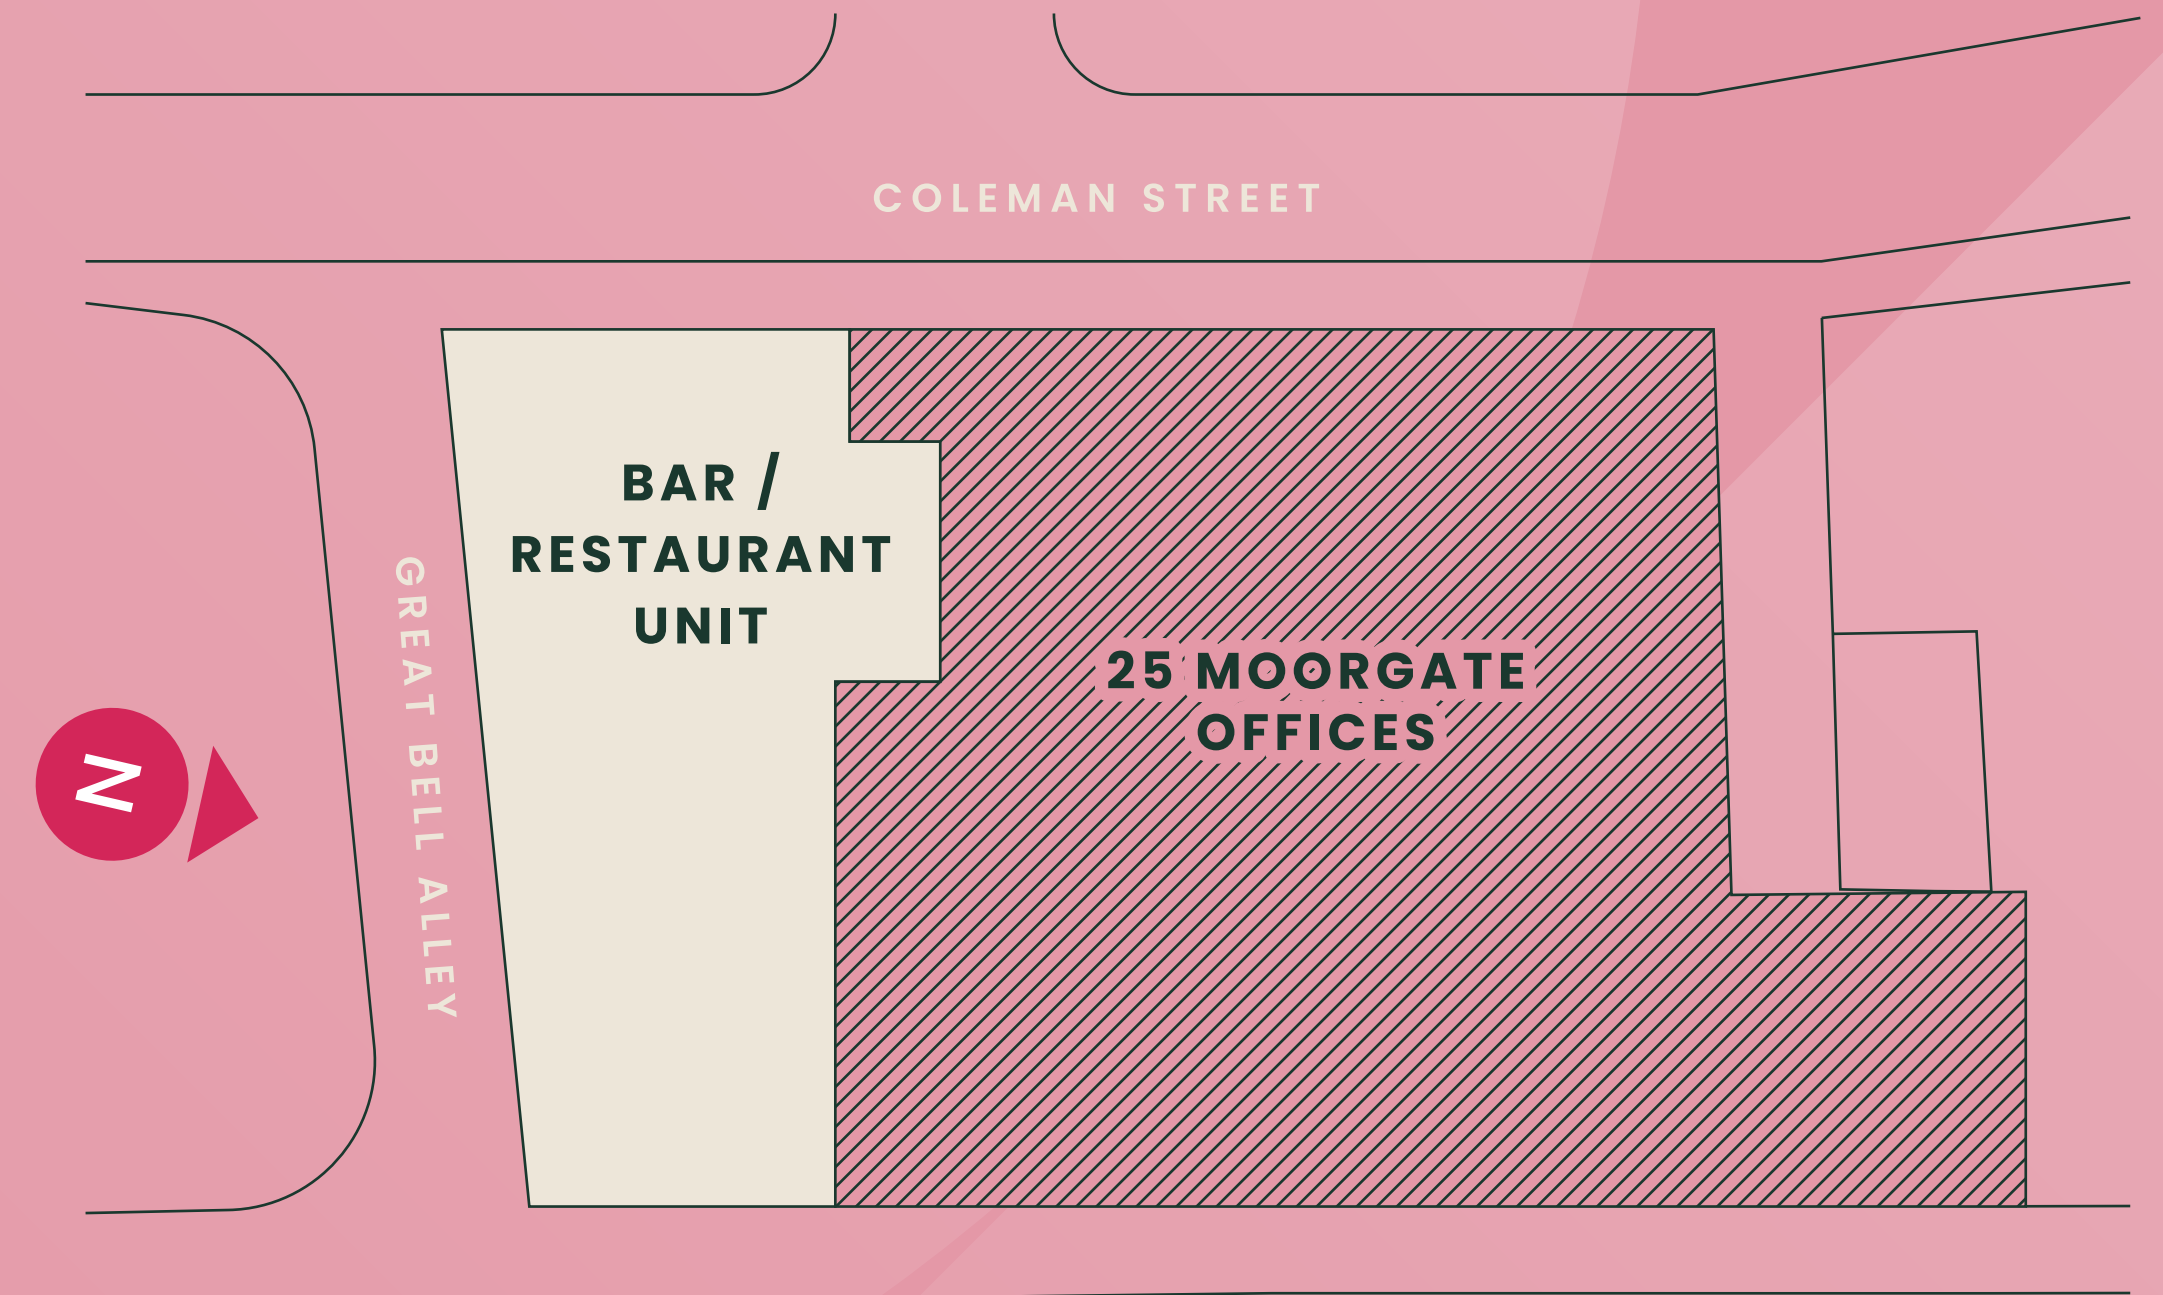 COLEMAN STREET
BAR /
RESTAURANT
UNIT
GREAT BELL ALLEY
25 MOORGATE
OFFICES
N